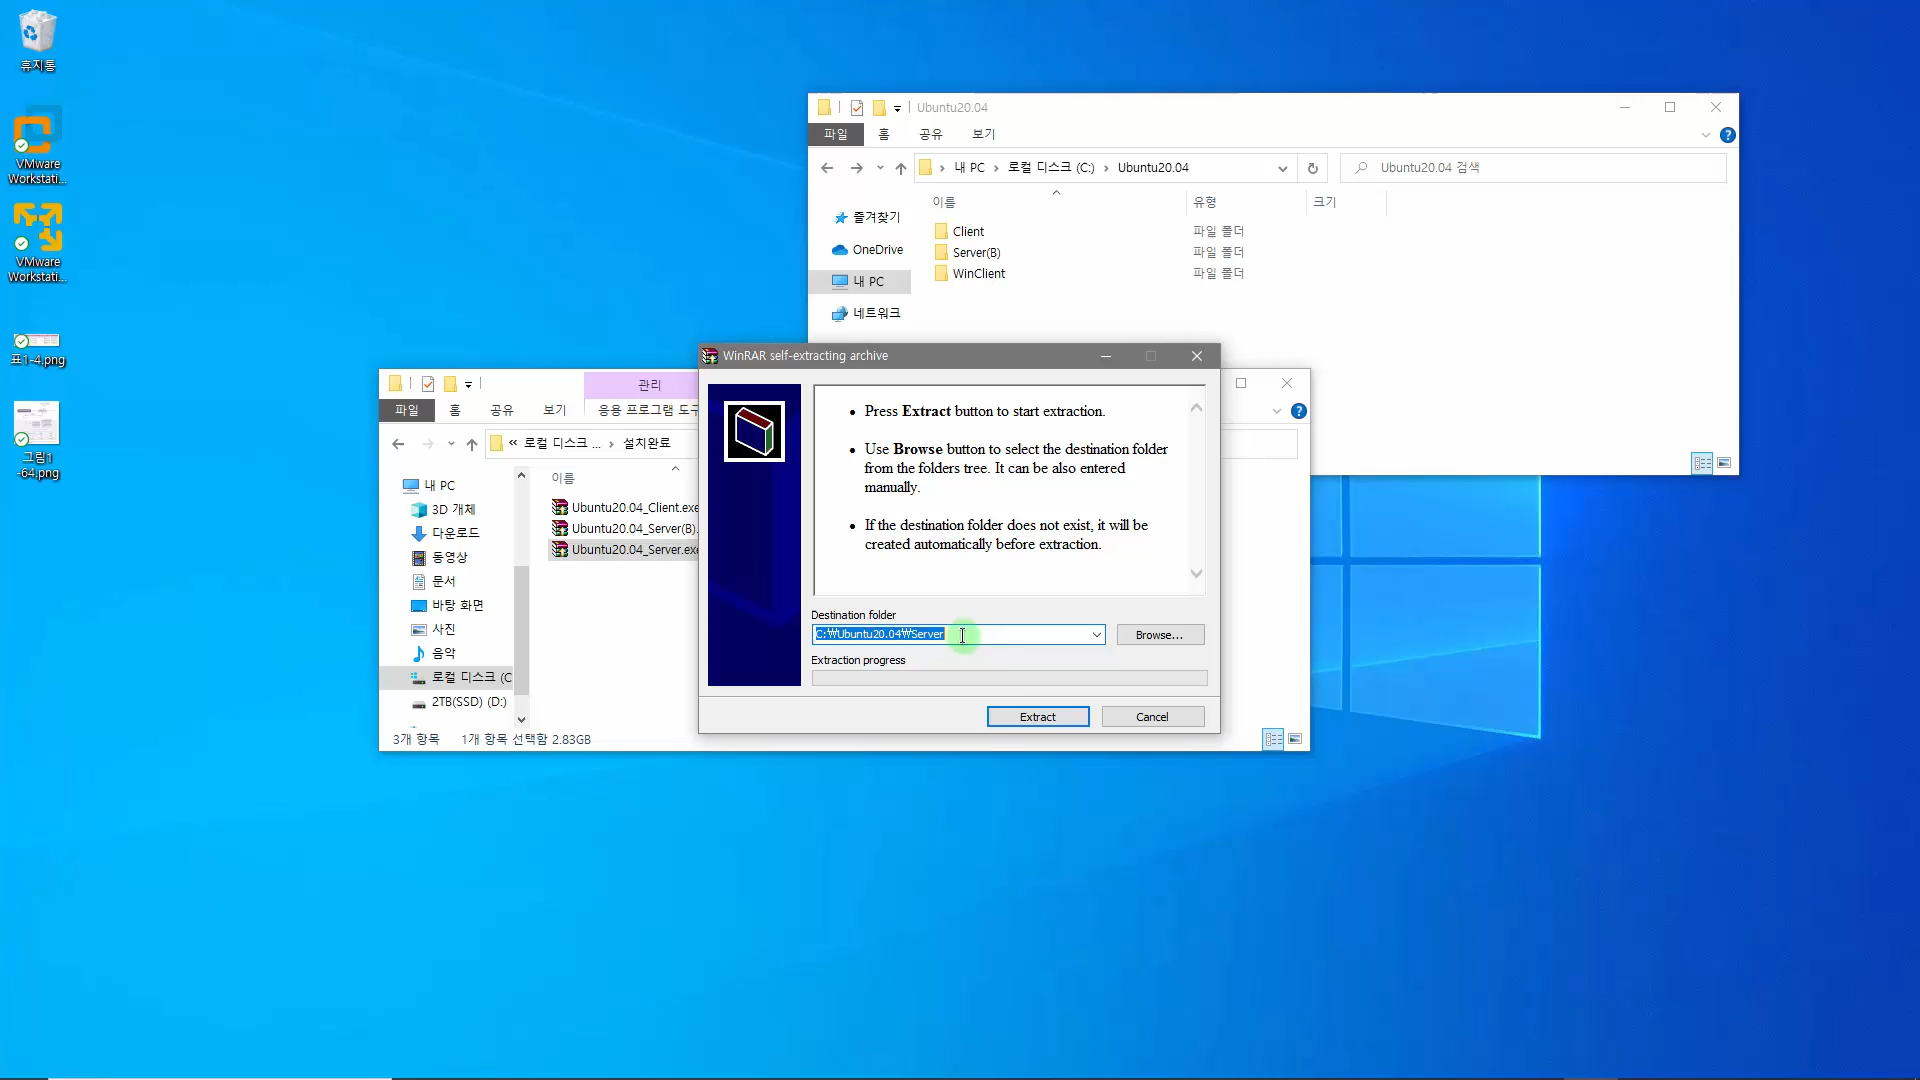 휴지통
VMware
Workstati...
VMware
Workstati...
표1-4.png
그림1
-64.png
Ubuntu20.04
파일 홈 공유 보기
내 PC › 로컬 디스크 (C:) › Ubuntu20.04
Ubuntu20.04 검색
이름 유형 크기
즐겨찾기
OneDrive
내 PC
네트워크
Client 파일 폴더
Server(B) 파일 폴더
WinClient 파일 폴더
관리
파일 홈 공유 보기 응용 프로그램 도구
« 로컬 디스크 ... › 설치완료
이름
내 PC
3D 개체
다운로드
동영상
문서
바탕 화면
사진
음악
로컬 디스크 (C
2TB(SSD) (D:)
Ubuntu20.04_Client.exe
Ubuntu20.04_Server(B).
Ubuntu20.04_Server.exe
3개 항목 1개 항목 선택함 2.83GB
WinRAR self-extracting archive
• Press Extract button to start extraction.
• Use Browse button to select the destination folder
from the folders tree. It can be also entered
manually.
• If the destination folder does not exist, it will be
created automatically before extraction.
Destination folder
C:₩Ubuntu20.04₩Server
Browse...
Extraction progress
Extract
Cancel